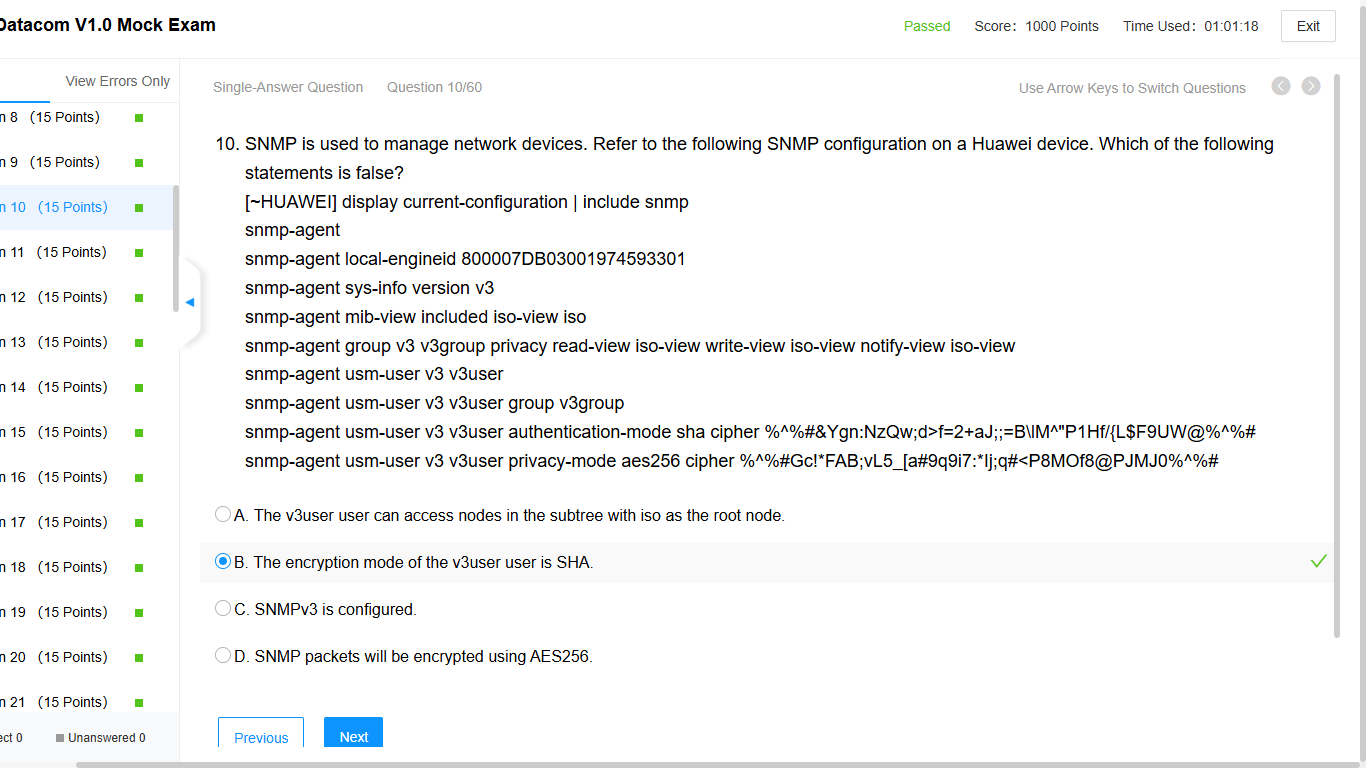 Datacom V1.0 Mock Exam
Passed Score: 1000 Points Time Used: 01:01:18 Exit
View Errors Only
Single-Answer Question Question 10/60 Use Arrow Keys to Switch Questions
n 8 (15 Points)
n 9 (15 Points)
n 10 (15 Points)
n 11 (15 Points)
n 12 (15 Points)
n 13 (15 Points)
n 14 (15 Points)
n 15 (15 Points)
n 16 (15 Points)
n 17 (15 Points)
n 18 (15 Points)
n 19 (15 Points)
n 20 (15 Points)
n 21 (15 Points)
ect 0 Unanswered 0
10. SNMP is used to manage network devices. Refer to the following SNMP configuration on a Huawei device. Which of the following
statements is false?
[~HUAWEI] display current-configuration | include snmp
snmp-agent
snmp-agent local-engineid 800007DB03001974593301
snmp-agent sys-info version v3
snmp-agent mib-view included iso-view iso
snmp-agent group v3 v3group privacy read-view iso-view write-view iso-view notify-view iso-view
snmp-agent usm-user v3 v3user
snmp-agent usm-user v3 v3user group v3group
snmp-agent usm-user v3 v3user authentication-mode sha cipher %^%#&Ygn:NzQw;d>f=2+aJ;;=B\lM^"P1Hf/{L$F9UW@%^%#
snmp-agent usm-user v3 v3user privacy-mode aes256 cipher %^%#Gc!*FAB;vL5_[a#9q9i7:*Ij;q#<P8MOf8@PJMJ0%^%#
A. The v3user user can access nodes in the subtree with iso as the root node.
B. The encryption mode of the v3user user is SHA.
C. SNMPv3 is configured.
D. SNMP packets will be encrypted using AES256.
Previous Next